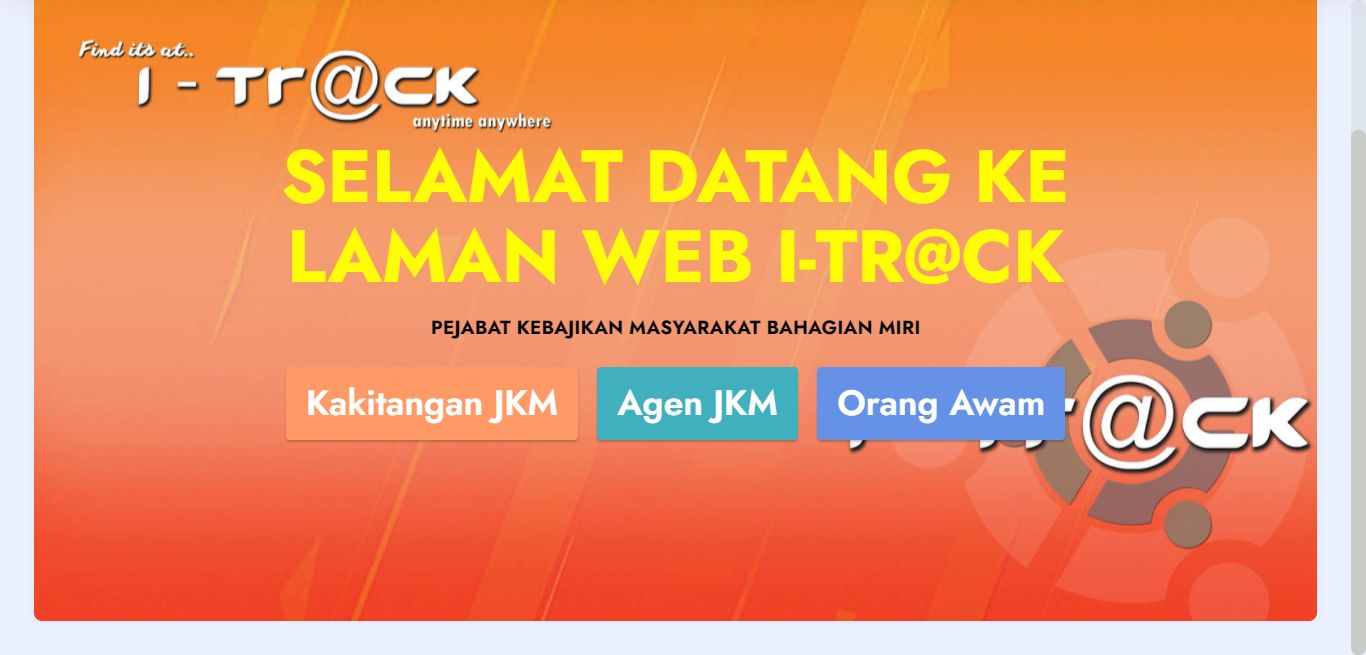 Find its at..
I - Tr@CK
anytime anywhere
SELAMAT DATANG KE
LAMAN WEB I-TR@CK
PEJABAT KEBAJIKAN MASYARAKAT BAHAGIAN MIRI
Kakitangan JKM
Agen JKM
Orang Awam
r@CK